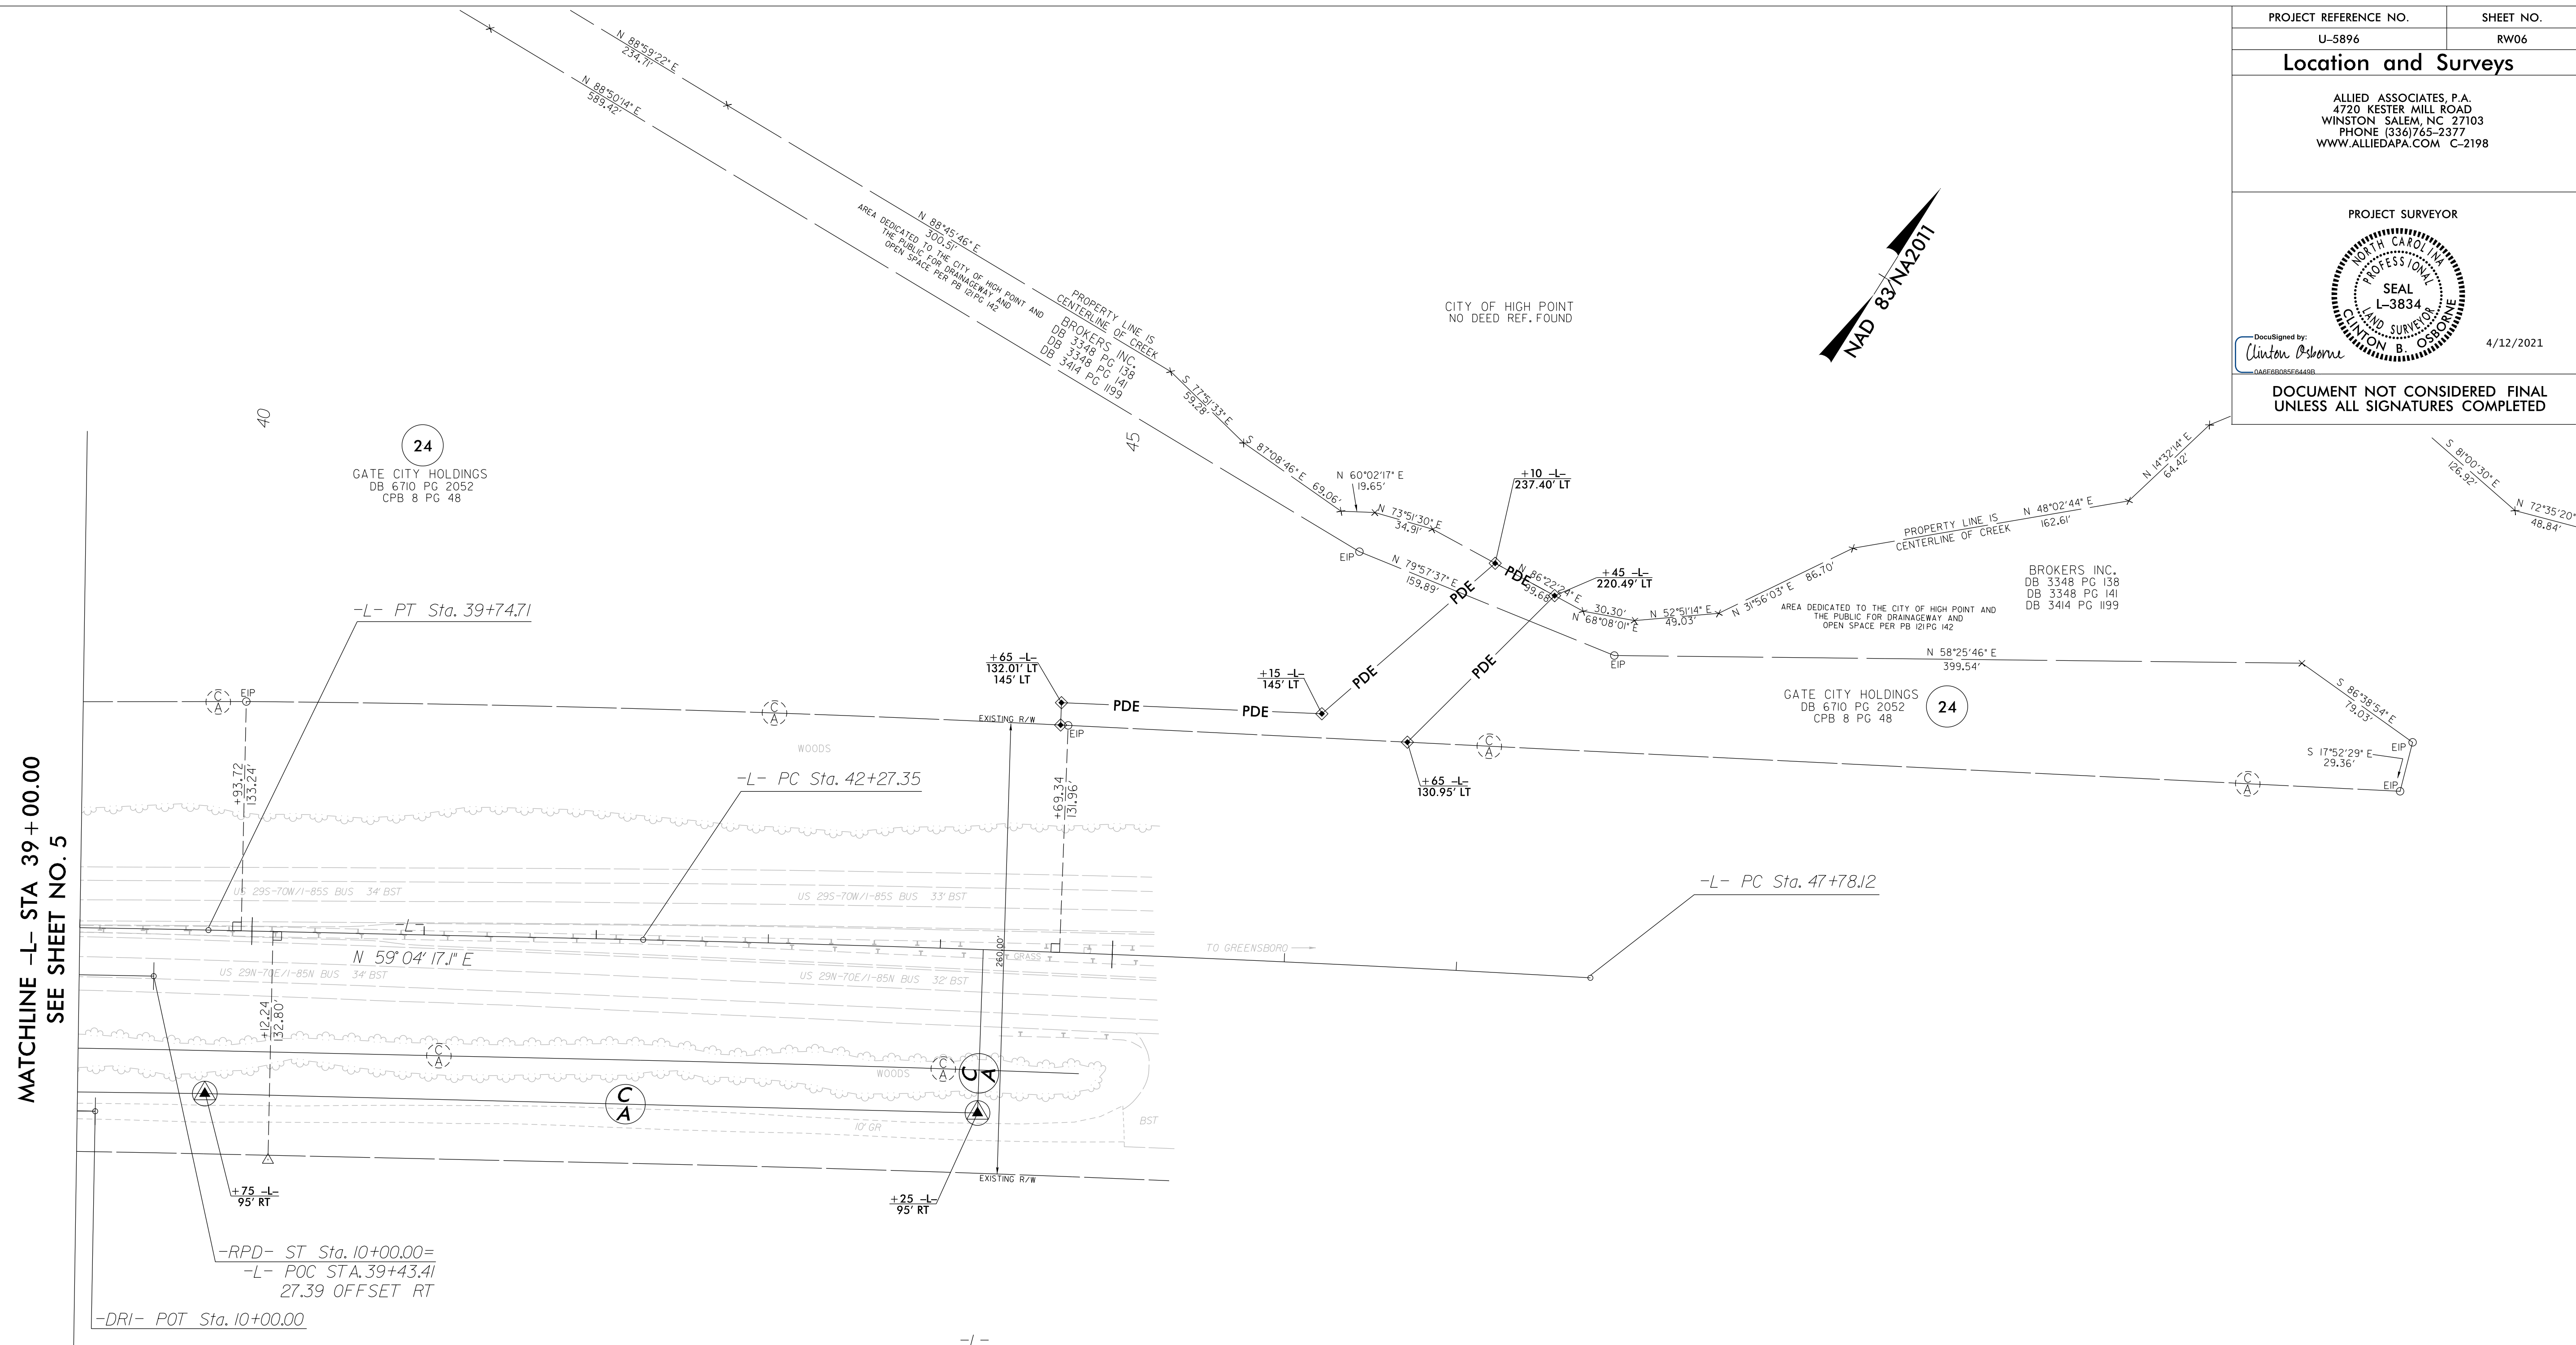 PROJECT REFERENCE NO.
SHEET NO.
U-5896
RW06
Location and Surveys
ALLIED ASSOCIATES, P.A.
4720 KESTER MILL ROAD
WINSTON SALEM, NC 27103
PHONE (336)765-2377
WWW.ALLIEDAPA.COM C-2198
PROJECT SURVEYOR
NORTH CAROLINA
PROFESSIONAL
SEAL
L-3834
LAND SURVEYOR
CLINTON B. OSBORNE
DocuSigned by:
Clinton Osborne
0A6E6B085E6449B
4/12/2021
DOCUMENT NOT CONSIDERED FINAL
UNLESS ALL SIGNATURES COMPLETED
N 88°59'22" E
234.71'
N 88°50'14" E
589.42'
N 88°45'46" E
300.51'
AREA DEDICATED TO THE CITY OF HIGH POINT AND
THE PUBLIC FOR DRAINAGEWAY AND
OPEN SPACE PER PB 121 PG 142
PROPERTY LINE IS
CENTERLINE OF CREEK
BROKERS INC.
DB 3348 PG 138
DB 3348 PG 141
DB 3414 PG 1199
CITY OF HIGH POINT
NO DEED REF. FOUND
NAD 83/NA2011
S 77°51'33" E
59.28'
S 87°08'46" E 69.06'
N 60°02'17" E
19.65'
N 73°51'30" E
34.91'
+10 -L-
237.40' LT
N 86°22'24" E
99.68'
+45 -L-
220.49' LT
30.30'
N 68°08'01" E
N 52°51'14" E
49.03'
N 31°56'03" E 86.70'
PROPERTY LINE IS
CENTERLINE OF CREEK
N 48°02'44" E
162.61'
N 14°32'14" E
64.42'
S 81°00'30" E
126.92'
N 72°35'20"
48.84'
40
45
24
GATE CITY HOLDINGS
DB 6710 PG 2052
CPB 8 PG 48
EIP
N 79°57'37" E
159.89'
PDE
PDE
PDE
PDE
PDE
PDE
AREA DEDICATED TO THE CITY OF HIGH POINT AND
THE PUBLIC FOR DRAINAGEWAY AND
OPEN SPACE PER PB 121 PG 142
BROKERS INC.
DB 3348 PG 138
DB 3348 PG 141
DB 3414 PG 1199
EIP
N 58°25'46" E
399.54'
GATE CITY HOLDINGS
DB 6710 PG 2052
CPB 8 PG 48
24
S 86°38'54" E
79.03'
EIP
S 17°52'29" E
29.36'
EIP
-L- PT Sta. 39+74.71
+65 -L-
132.01' LT
145' LT
+15 -L-
145' LT
+65 -L-
130.95' LT
C
A
EIP
C
A
EXISTING R/W
EIP
C
A
C
A
WOODS
+93.72
133.24'
-L- PC Sta. 42+27.35
+69.34
131.96'
MATCHLINE -L- STA 39+00.00
SEE SHEET NO. 5
US 29S-70W/I-85S BUS 34' BST
US 29S-70W/I-85S BUS 33' BST
-L- PC Sta. 47+78.12
-L-
N 59°04'17.1" E
260.00'
GRASS
TO GREENSBORO
US 29N-70E/I-85N BUS 34' BST
US 29N-70E/I-85N BUS 32' BST
+12.24
132.80'
C
A
WOODS
C
A
C
A
C
A
10' GR
BST
EXISTING R/W
+75 -L-
95' RT
+25 -L-
95' RT
-RPD- ST Sta. 10+00.00=
-L- POC STA. 39+43.41
27.39 OFFSET RT
-DRI- POT Sta. 10+00.00